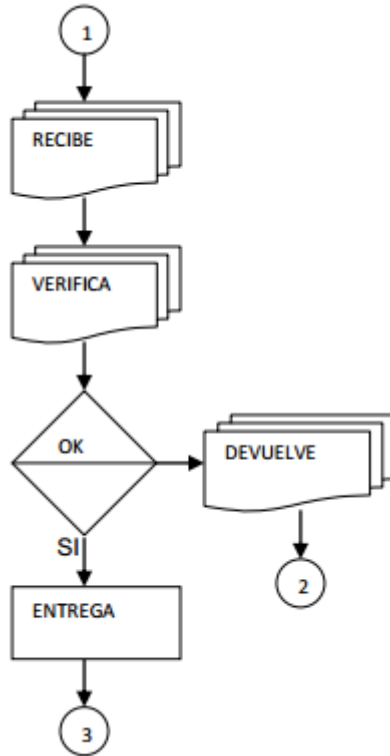 1
RECIBE
VERIFICA
OK
DEVUELVE
SI
2
ENTREGA
3